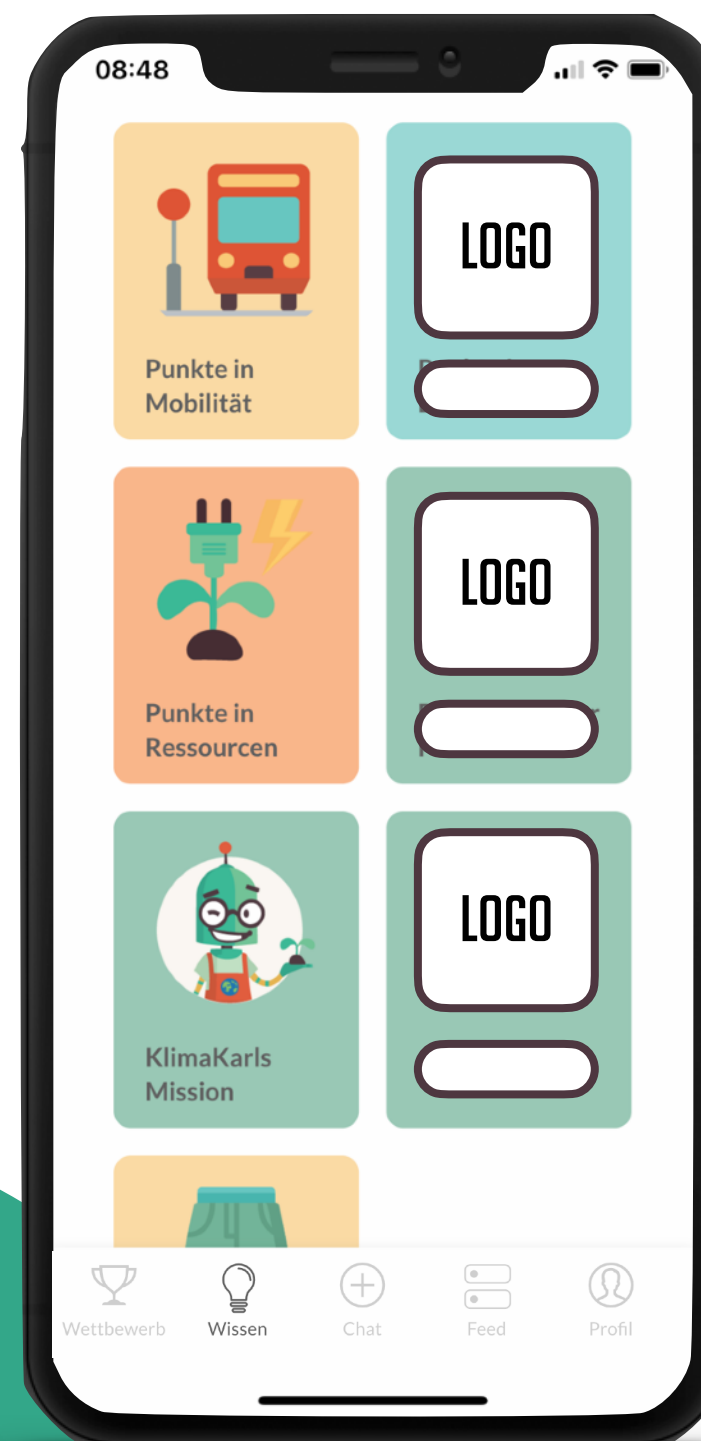 08:48
Punkte in
Mobilität
LOGO
Punkte in
Ressourcen
LOGO
KlimaKarls
Mission
LOGO
Wettbewerb
Wissen
Chat
Feed
Profil